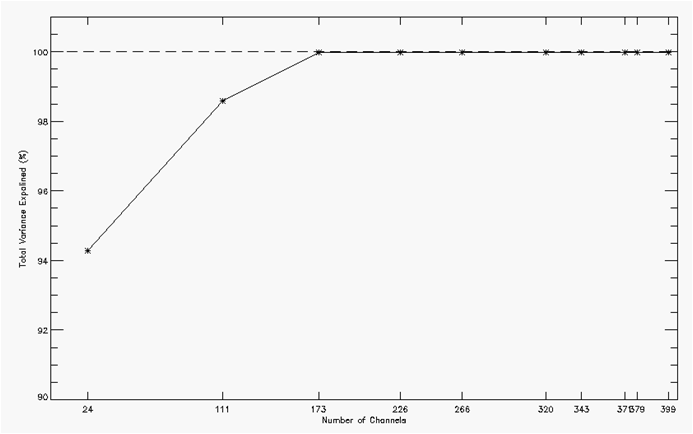 Total Variance Expalined (%)
100
98
96
94
92
90
24 111 173 226 266 320 343 371 379 399
Number of Channels